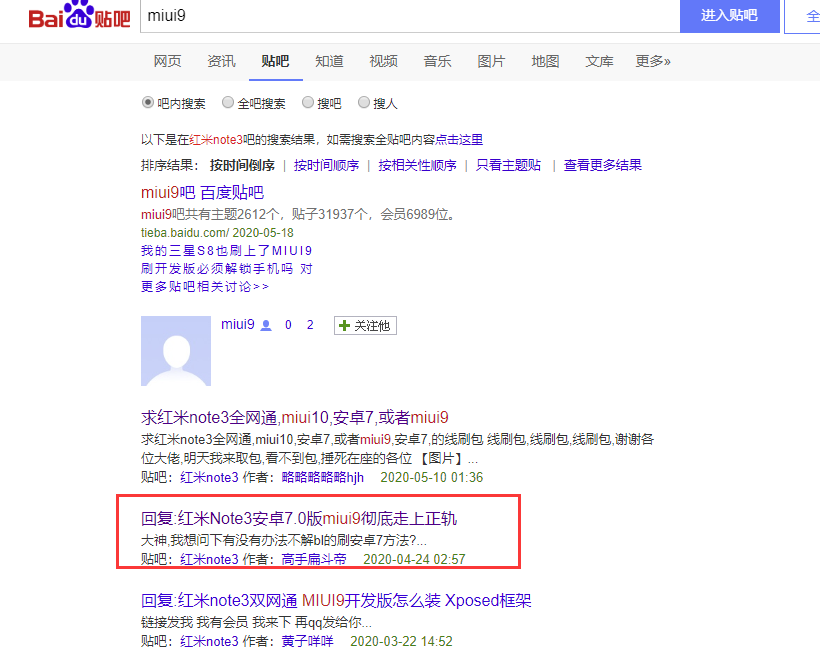 Bai du 贴吧 miui9 进入贴吧 全
网页 资讯 贴吧 知道 视频 音乐 图片 地图 文库 更多»
吧内搜索 全吧搜索 搜吧 搜人
以下是在红米note3吧的搜索结果，如需搜索全贴吧内容点击这里
排序结果： 按时间倒序 | 按时间顺序 | 按相关性顺序 | 只看主题贴 | 查看更多结果
miui9吧 百度贴吧
miui9吧共有主题2612个，贴子31937个，会员6989位。
tieba.baidu.com/ 2020-05-18
我的三星S8也刷上了MIUI9
刷开发版必须解锁手机吗 对
更多贴吧相关讨论>>
miui9 0 2 关注他
求红米note3全网通,miui10,安卓7,或者miui9
求红米note3全网通,miui10,安卓7,或者miui9,安卓7,的线刷包 线刷包,线刷包,线刷包,谢谢各
位大佬,明天我来取包,看不到包,捶死在座的各位 【图片】...
贴吧：红米note3 作者：略略略略略hjh 2020-05-10 01:36
回复:红米Note3安卓7.0版miui9彻底走上正轨
大神,我想问下有没有办法不解bl的刷安卓7方法?...
贴吧：红米note3 作者：高手扁斗帝 2020-04-24 02:57
回复:红米note3双网通 MIUI9开发版怎么装 Xposed框架
链接发我 我有会员 我来下 再qq发给你...
贴吧：红米note3 作者：黄子咩咩 2020-03-22 14:52